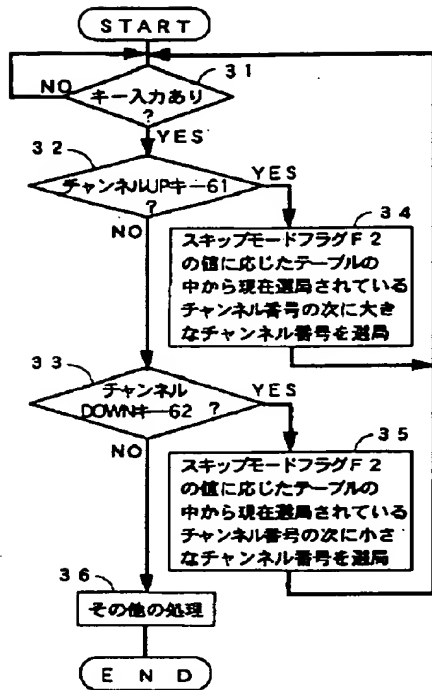 START
31
NO
キー入力あり
?
YES
32
チャンネルUPキー61
?
YES
NO
34
スキップモードフラグF2
の値に応じたテーブルの
中から現在選局されている
チャンネル番号の次に大き
なチャンネル番号を選局
33
チャンネル
DOWNキー62 ?
YES
NO
35
スキップモードフラグF2
の値に応じたテーブルの
中から現在選局されている
チャンネル番号の次に小さ
なチャンネル番号を選局
36
その他の処理
END